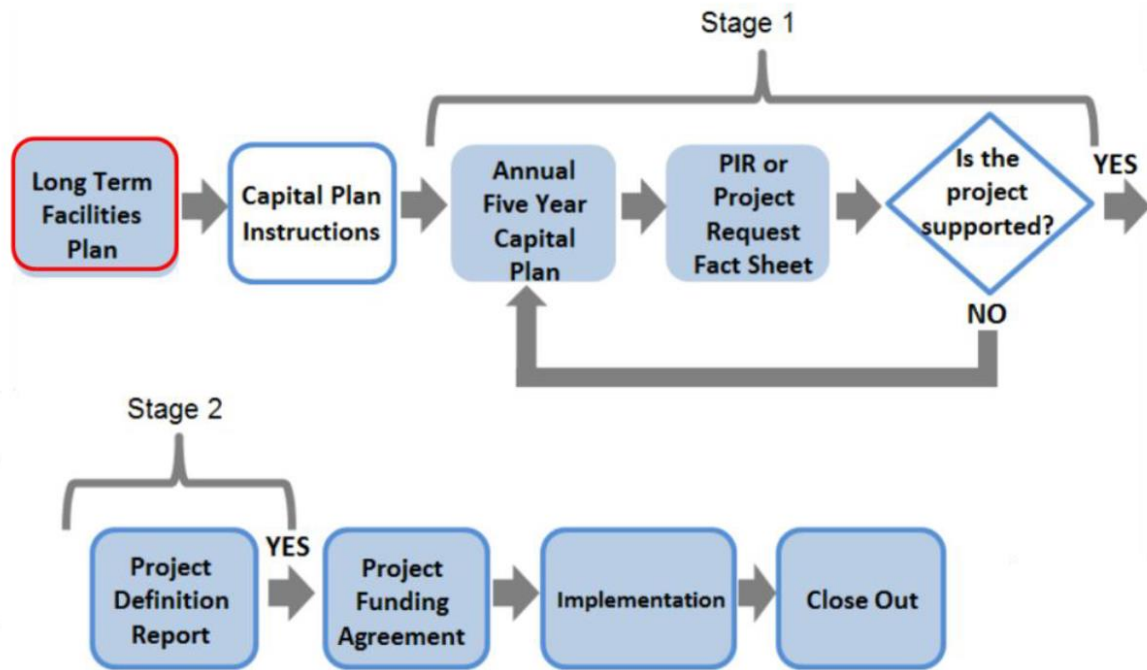 Stage 1
Long Term
Facilities
Plan
Capital Plan
Instructions
Annual
Five Year
Capital
Plan
PIR or
Project
Request
Fact Sheet
Is the
project
supported?
YES
NO
Stage 2
Project
Definition
Report
YES
Project
Funding
Agreement
Implementation
Close Out